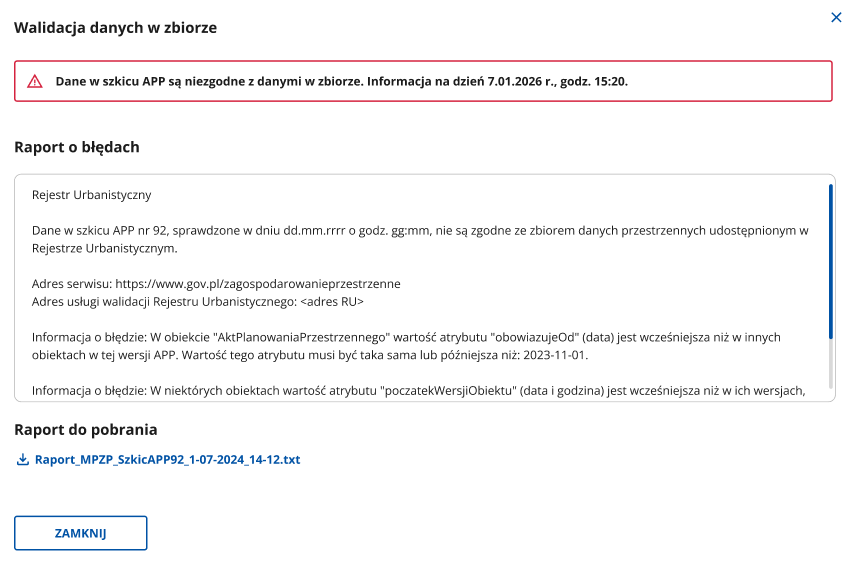 Walidacja danych w zbiorze
Dane w szkicu APP są niezgodne z danymi w zbiorze. Informacja na dzień 7.01.2026 r., godz. 15:20.
Raport o błędach
Rejestr Urbanistyczny
Dane w szkicu APP nr 92, sprawdzone w dniu dd.mm.rrrr o godz. gg:mm, nie są zgodne ze zbiorem danych przestrzennych udostępnionym w
Rejestrze Urbanistycznym.
Adres serwisu: https://www.gov.pl/zagospodarowanieprzestrzenne
Adres usługi walidacji Rejestru Urbanistycznego: <adres RU>
Informacja o błędzie: W obiekcie "AktPlanowaniaPrzestrzennego" wartość atrybutu "obowiazujeOd" (data) jest wcześniejsza niż w innych
obiektach w tej wersji APP. Wartość tego atrybutu musi być taka sama lub późniejsza niż: 2023-11-01.
Informacja o błędzie: W niektórych obiektach wartość atrybutu "poczatekWersjiObiektu" (data i godzina) jest wcześniejsza niż w ich wersjach,
Raport do pobrania
Raport_MPZP_SzkicAPP92_1-07-2024_14-12.txt
ZAMKNIJ